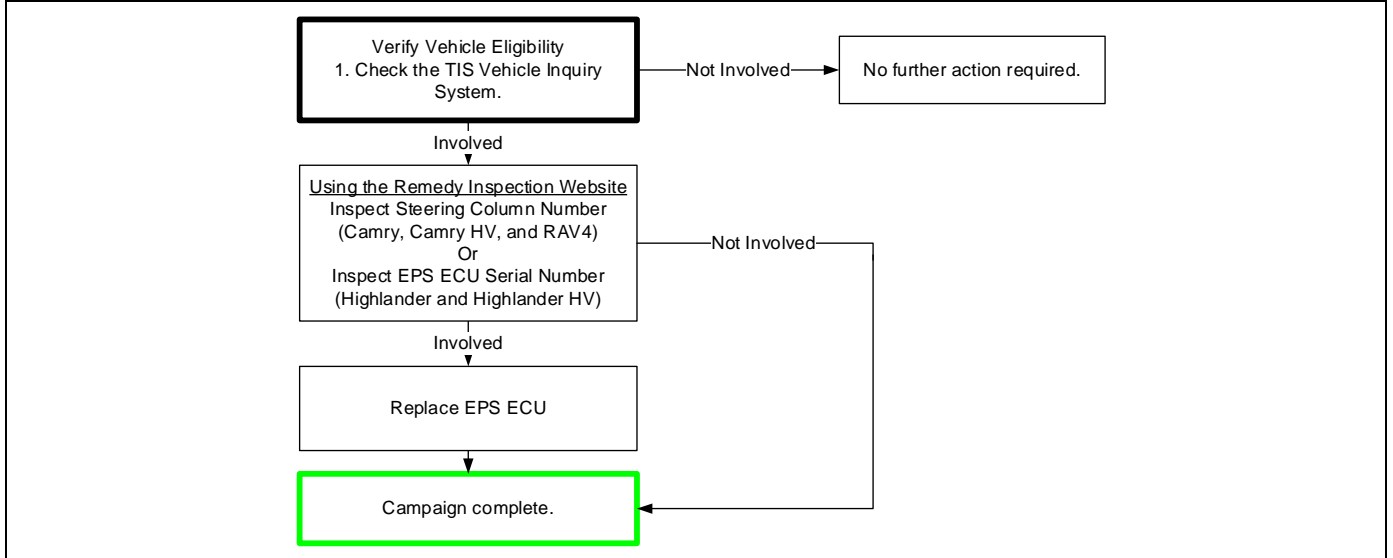 Verify Vehicle Eligibility
1. Check the TIS Vehicle Inquiry
System.
Not Involved
No further action required.
Involved
Using the Remedy Inspection Website
Inspect Steering Column Number
(Camry, Camry HV, and RAV4)
Or
Inspect EPS ECU Serial Number
(Highlander and Highlander HV)
Not Involved
Involved
Replace EPS ECU
Campaign complete.